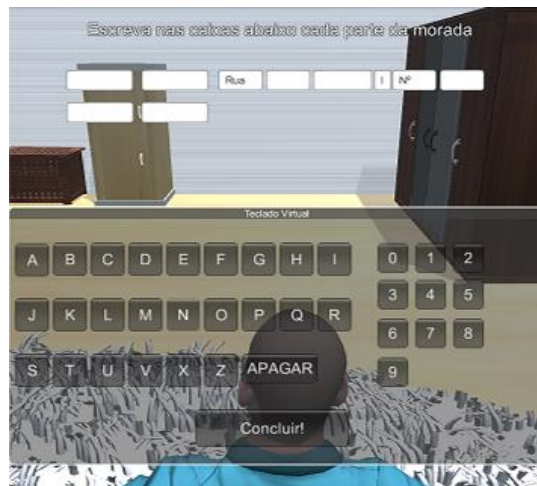 Escreva nas caixas abaixo cada parte da morada
Rua I Nº
Teclado Virtual
A B C D E F G H I 0 1 2
J K L M N O P Q R 3 4 5
S T U V X Z APAGAR 6 7 8
9
Concluir!